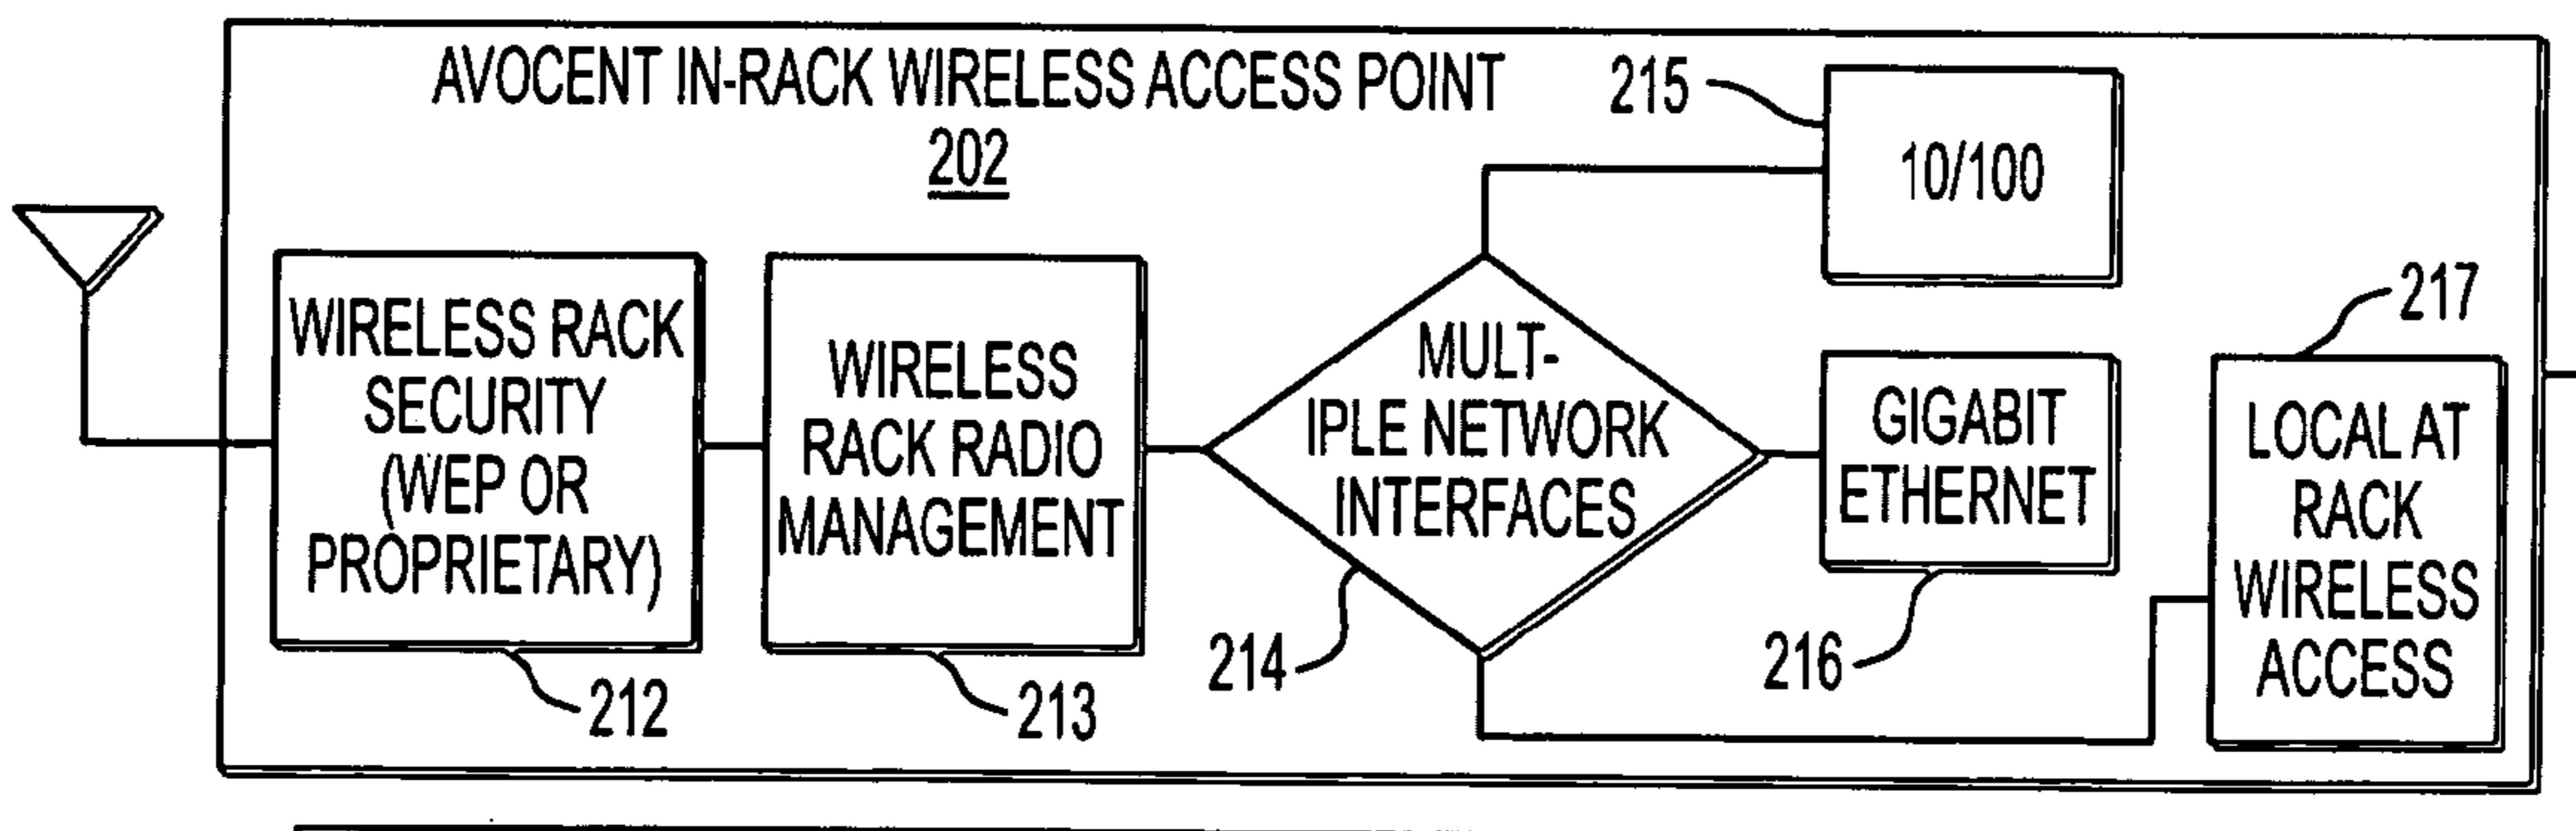 AVOCENT IN-RACK WIRELESS ACCESS POINT
202
215
10/100
WIRELESS RACK
SECURITY
(WEP OR
PROPRIETARY)
212
WIRELESS
RACK RADIO
MANAGEMENT
213
MULT-
IPLE NETWORK
INTERFACES
214
GIGABIT
ETHERNET
216
217
LOCAL AT
RACK
WIRELESS
ACCESS